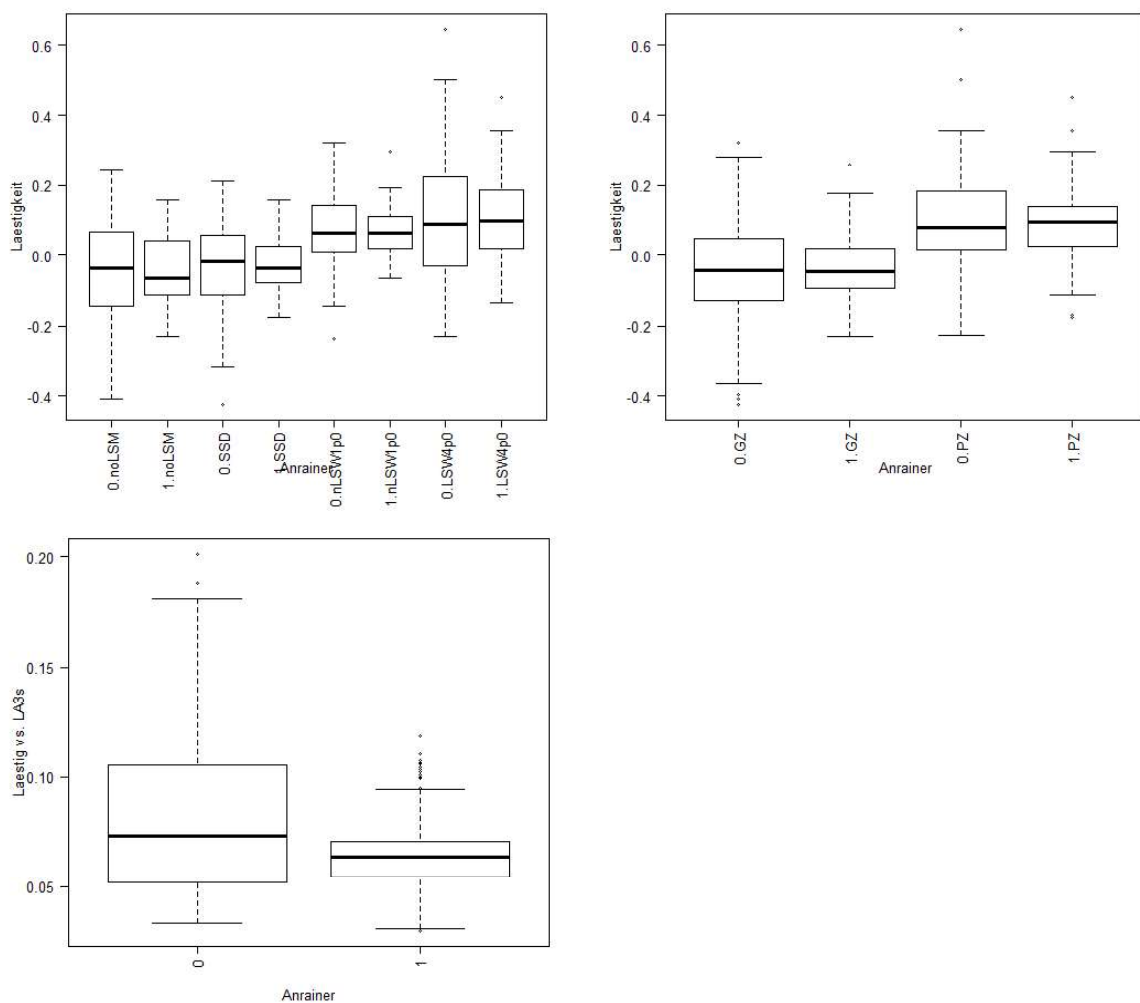 0.6
0.4
0.2
0.0
-0.2
-0.4
Laestigkeit
0.noLSM
1.noLSM
0.SSD
1.SSD
0.nLSW1p0
1.nLSW1p0
0.LSW4p0
1.LSW4p0
Anrainer
0.6
0.4
0.2
0.0
-0.2
-0.4
Laestigkeit
0.GZ
1.GZ
0.PZ
1.PZ
Anrainer
0.20
0.15
0.10
0.05
Laestig vs. LA3s
0
1
Anrainer